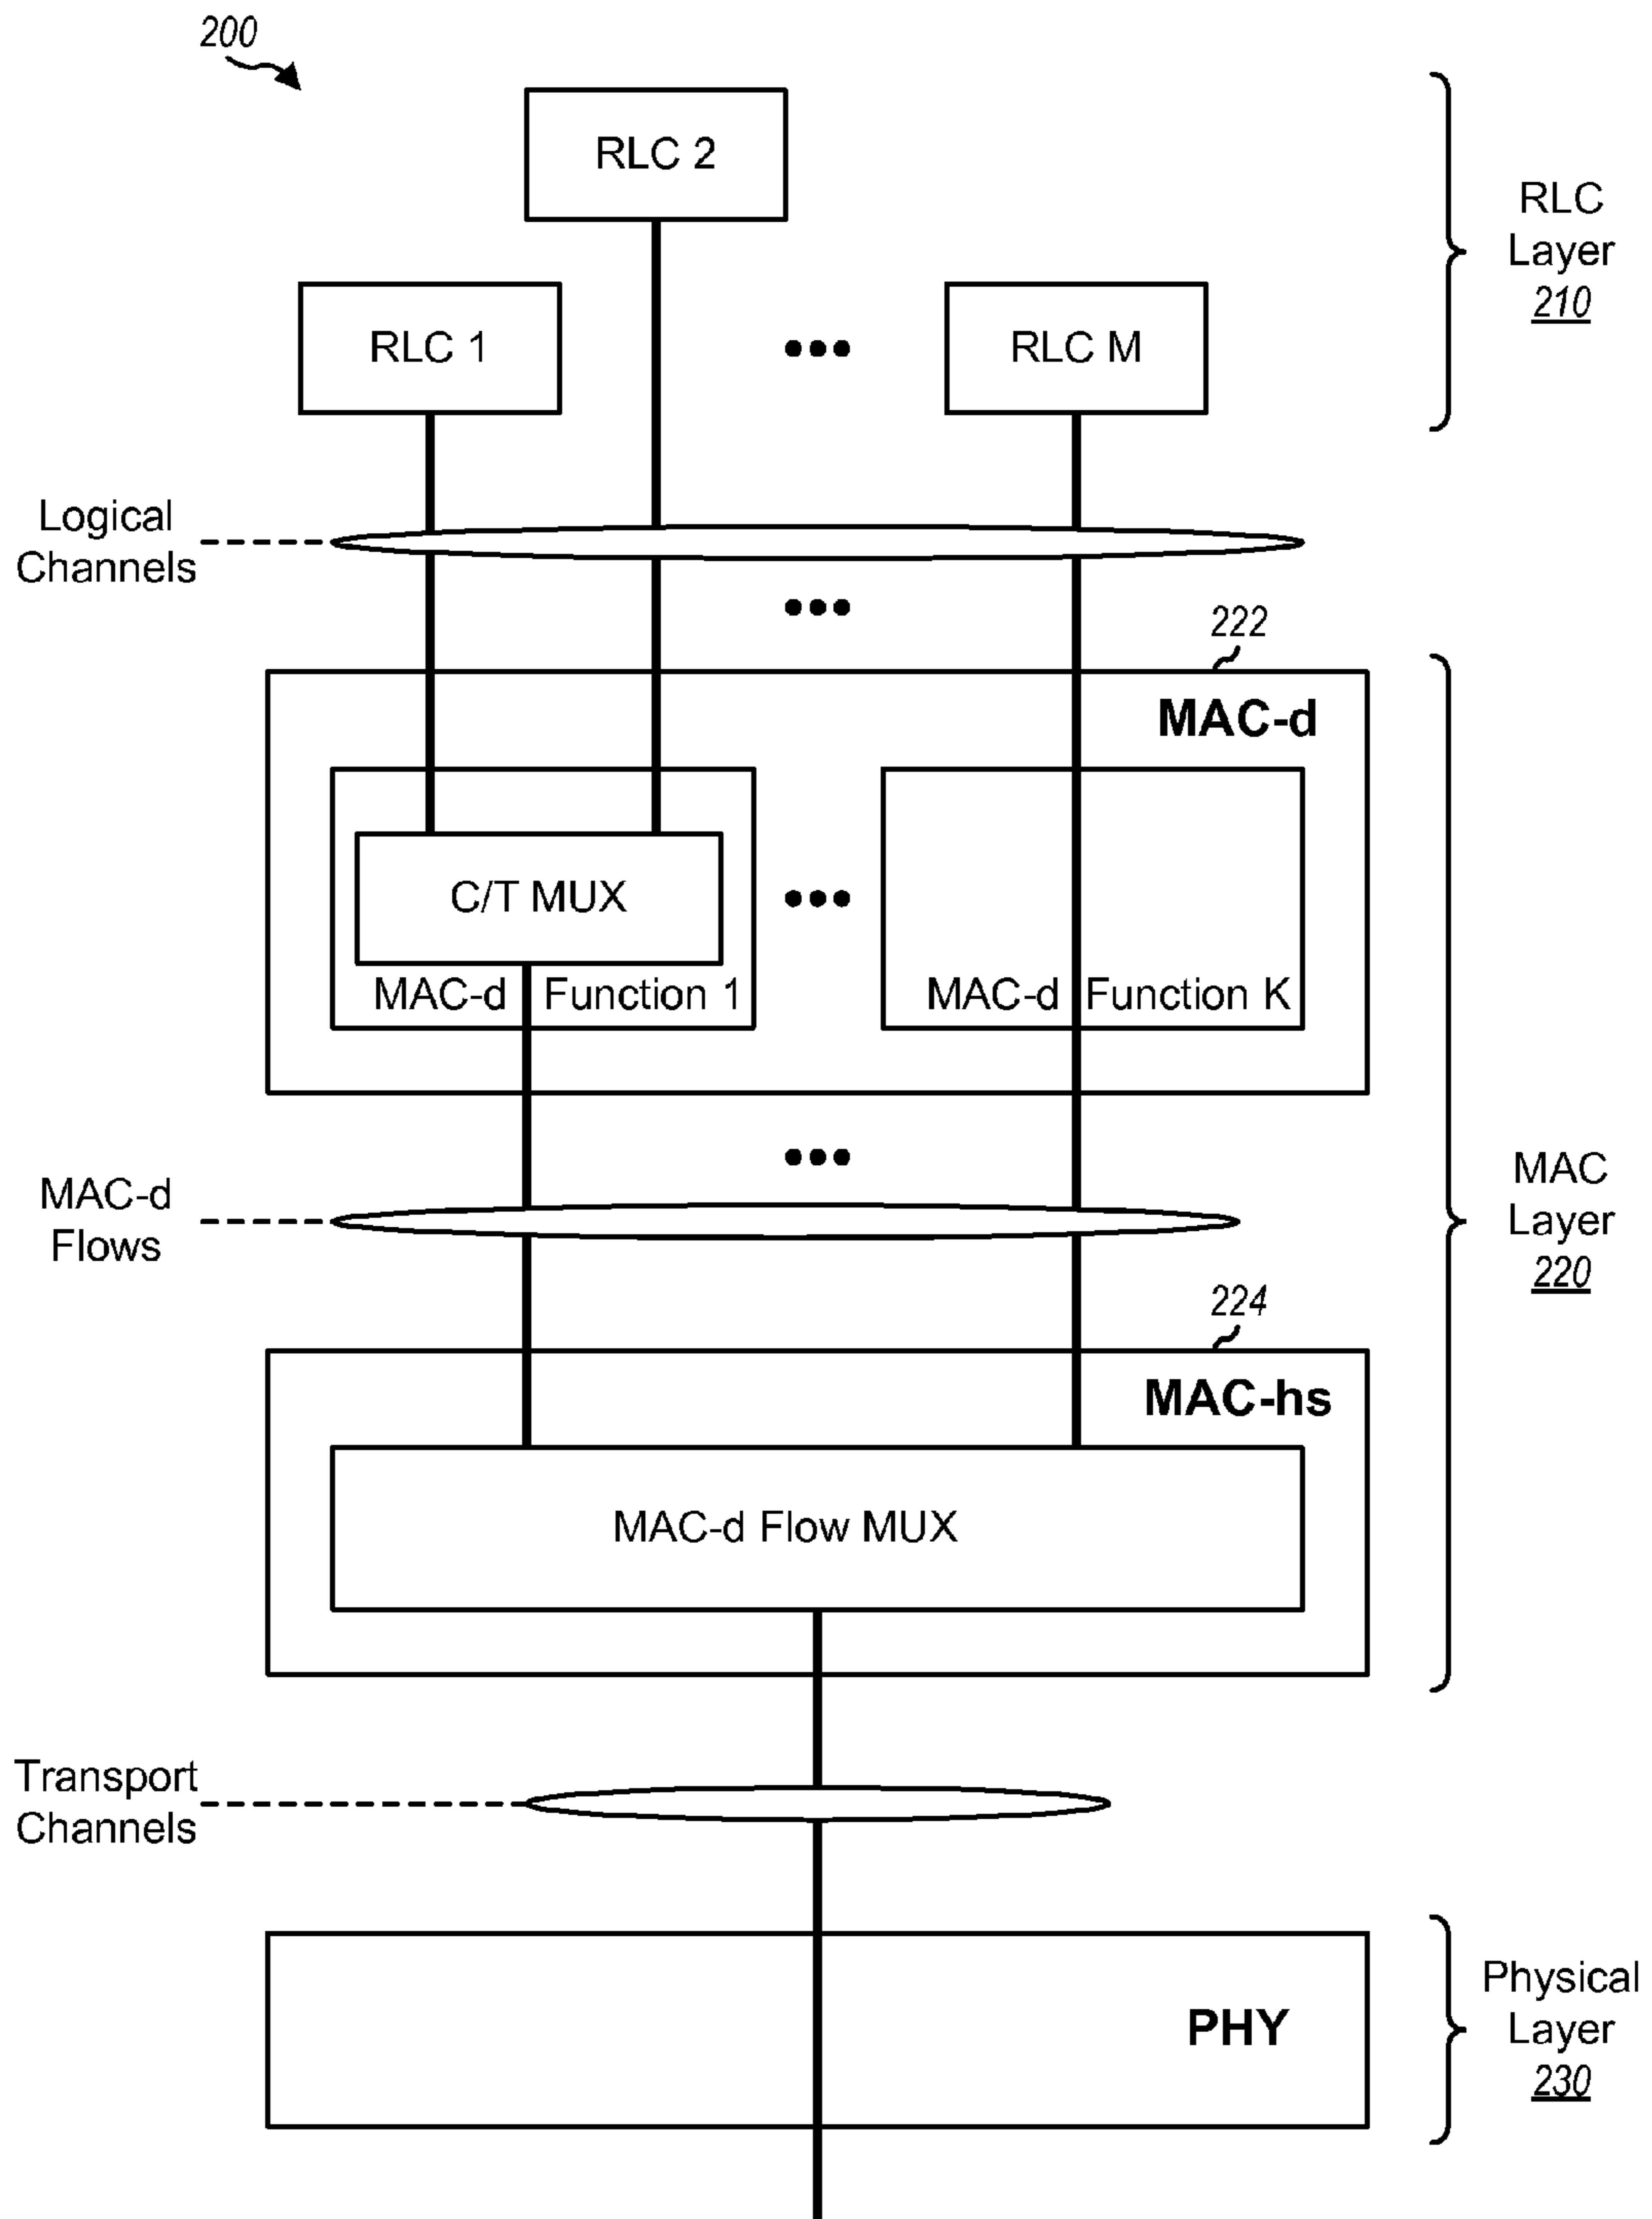 200
RLC 2
RLC
Layer
210
RLC 1
RLC M
Logical
Channels
222
MAC-d
C/T MUX
MAC-d Function 1
MAC-d Function K
MAC-d
Flows
MAC
Layer
220
224
MAC-hs
MAC-d Flow MUX
Transport
Channels
Physical
Layer
230
PHY